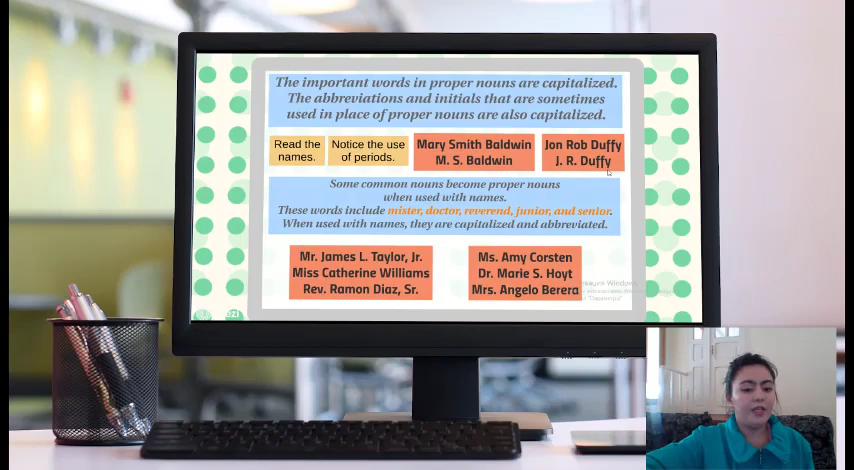 The important words in proper nouns are capitalized.
The abbreviations and initials that are sometimes
used in place of proper nouns are also capitalized.
Read the
names.
Notice the use
of periods.
Mary Smith Baldwin
M. S. Baldwin
Jon Rob Duffy
J. R. Duffy
Some common nouns become proper nouns
when used with names.
These words include mister, doctor, reverend, junior, and senior.
When used with names, they are capitalized and abbreviated.
Mr. James L. Taylor, Jr.
Miss Catherine Williams
Rev. Ramon Diaz, Sr.
Ms. Amy Corsten
Dr. Marie S. Hoyt
Mrs. Angelo Berera
Windows